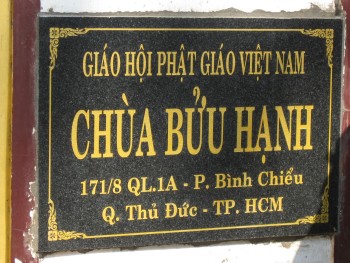 GIÁO HỘI PHẬT GIÁO VIỆT NAM
CHÙA BỬU HẠNH
171/8 QL.1A - P. Bình Chiểu
Q. Thủ Đức - TP. HCM